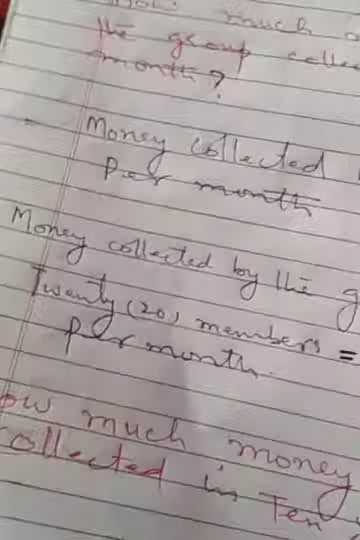 much
the group
month?
Money collected
Per month
Money collected by the
Twenty (20) members =
per month.
much money
collected in Ten